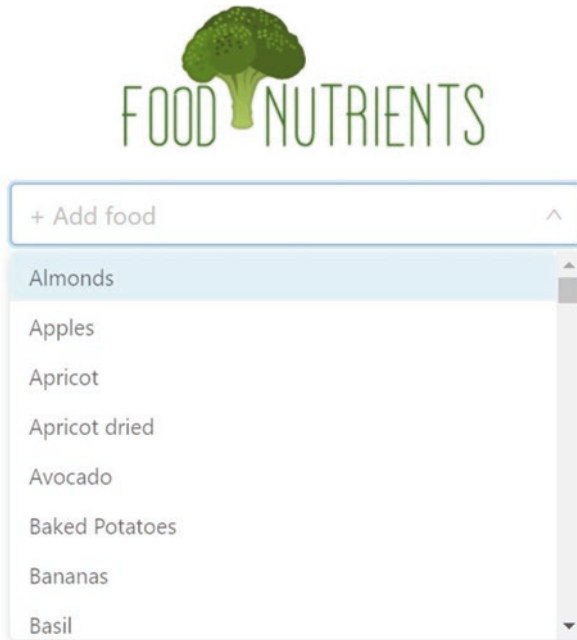 FOOD NUTRIENTS
+ Add food
Almonds
Apples
Apricot
Apricot dried
Avocado
Baked Potatoes
Bananas
Basil